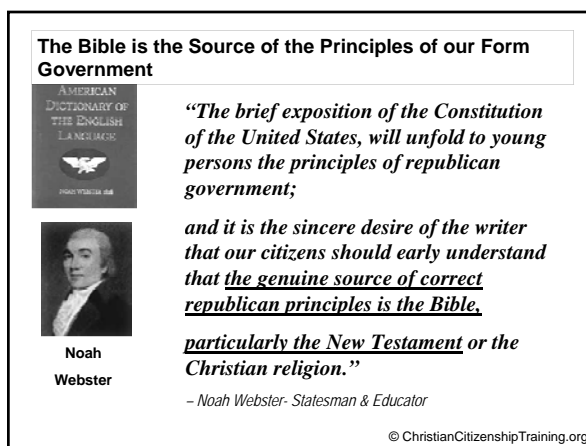 The Bible is the Source of the Principles of our Form
Government
AMERICAN
DICTIONARY OF
THE ENGLISH
LANGUAGE
NOAH WEBSTER 1828
“The brief exposition of the Constitution
of the United States, will unfold to young
persons the principles of republican
government;
and it is the sincere desire of the writer
that our citizens should early understand
that the genuine source of correct
republican principles is the Bible,
particularly the New Testament or the
Christian religion.”
Noah
Webster
– Noah Webster- Statesman & Educator
© ChristianCitizenshipTraining.org